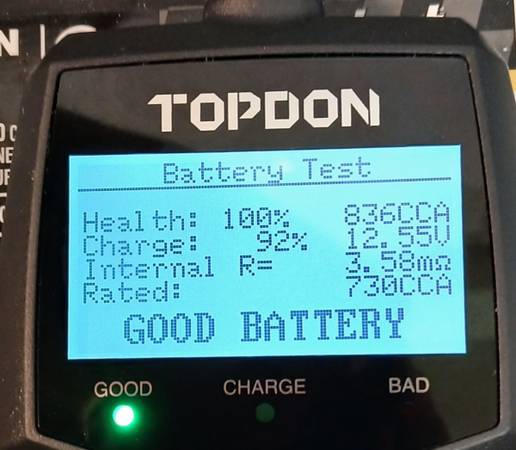 TOPDON
Battery Test
Health: 100% 836CCA
Charge: 92% 12.55V
Internal R= 3.58mΩ
Rated: 730CCA
GOOD BATTERY
GOOD CHARGE BAD